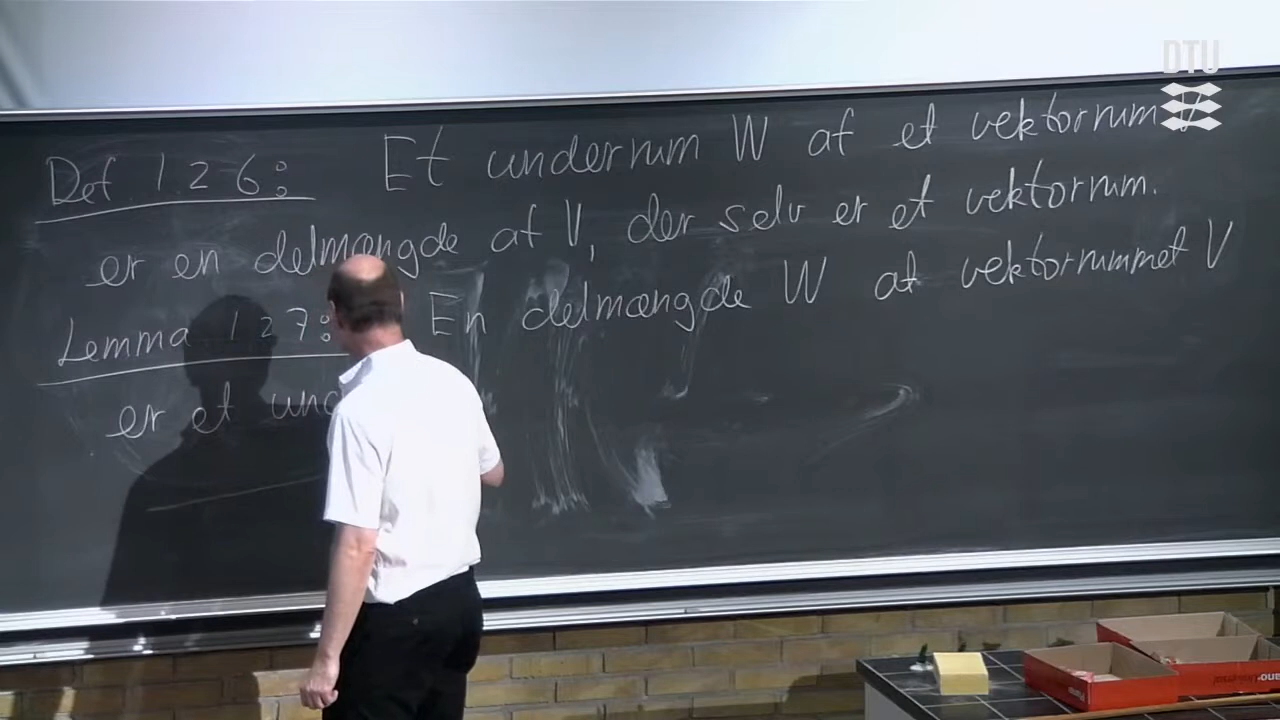 DTU
Def 1.2.6: Et underrum W af et vektorrum V
er en delmængde af V, der selv er et vektorrum.
Lemma 1.2.7: En delmængde W af vektorrummet V
er et und